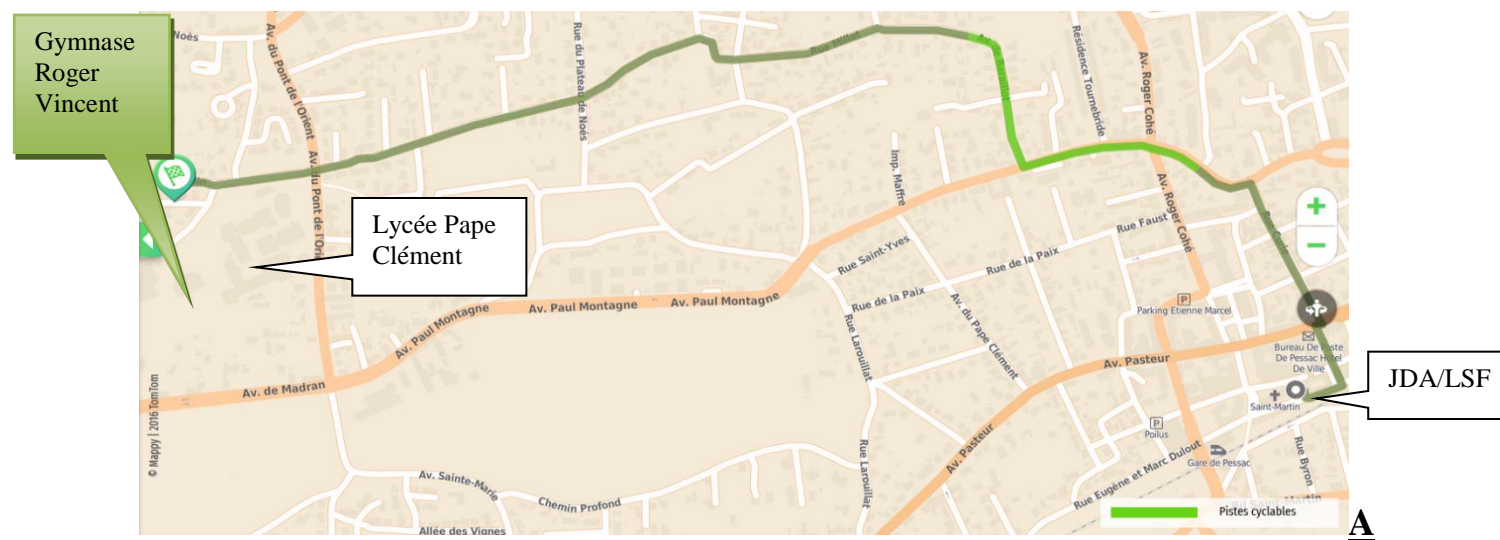 Gymnase
Roger
Vincent
Noës
Av. du Pont de l'Orient
Av. du Pont de l'Orie
Rue du Plateau de Noës
Rue Millet
Résidence Tournebride
Av. Roger Cohé
Av. Roger Cohé
Imp. Maffre
Lycée Pape
Clément
Rue Saint-Yves
Rue Faust
Rue de la Paix
Rue de la Paix
Av. du Pape Clément
Av. Paul Montagne
Av. Paul Montagne
Av. Paul Montagne
Av. de Madran
Rue Larouillat
Rue Larouillat
Parking Etienne Marcel
P
+
−
Bureau De Poste
De Pessac Hotel
De Ville
Av. Pasteur
Av. Pasteur
JDA/LSF
Saint-Martin
P
Poilus
Gare de Pessac
Rue Byron
Rue Eugène et Marc Dulout
Av. Sainte-Marie
Chemin Profond
Allée des Vignes
© Mappy | 2016 TomTom
Pistes cyclables
A